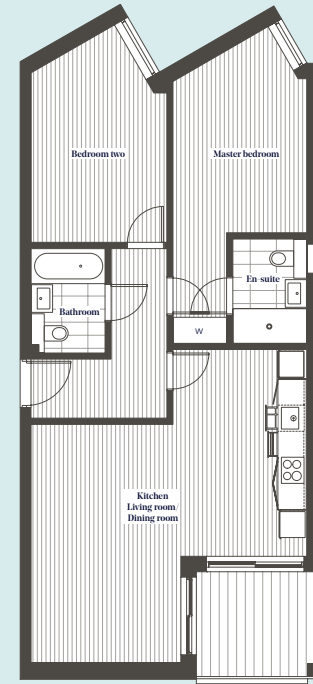 Bedroom two
Master bedroom
En-suite
Bathroom
W
Kitchen
Living room/
Dining room